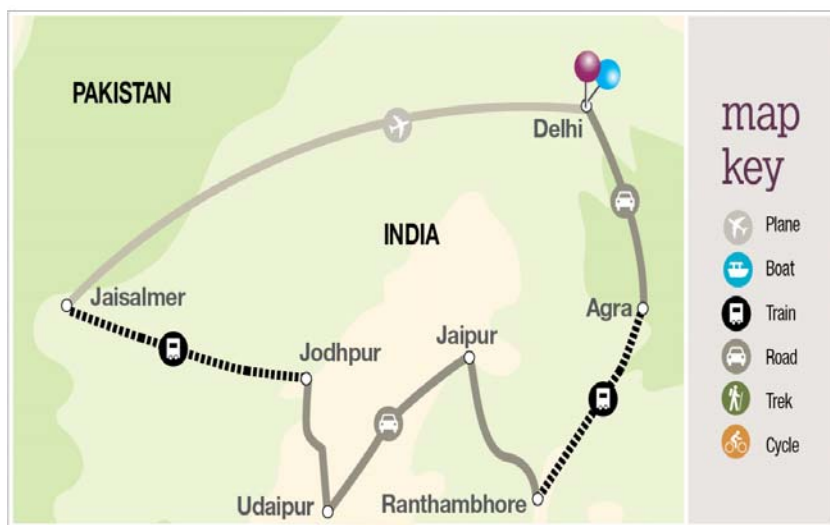 PAKISTAN
Delhi
INDIA
Jaisalmer
Agra
Jodhpur
Jaipur
Udaipur
Ranthambhore
map
key
Plane
Boat
Train
Road
Trek
Cycle